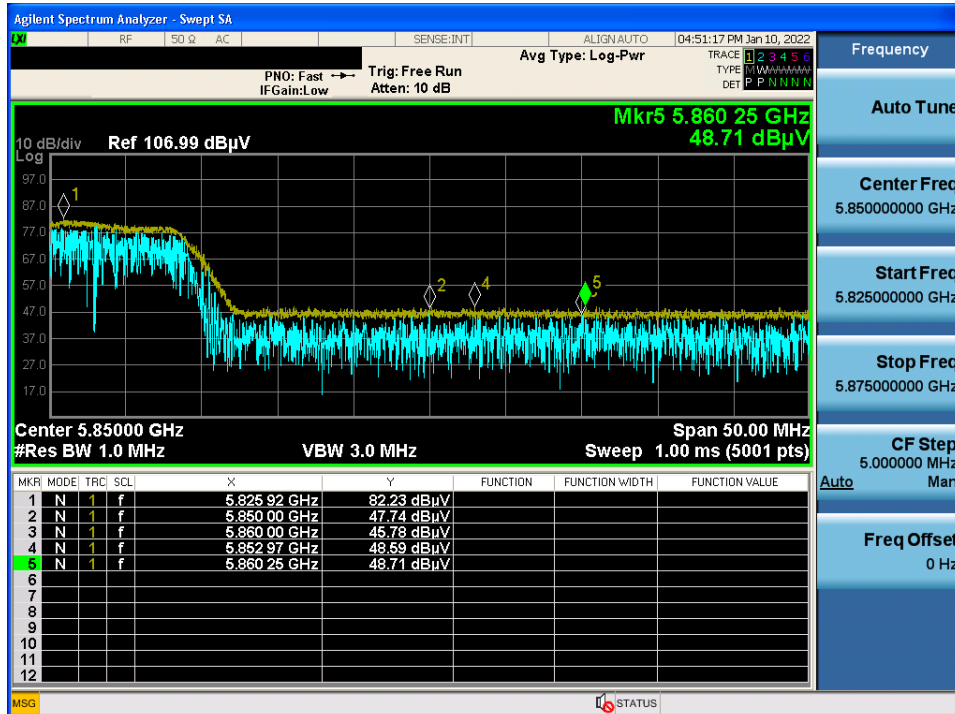 Agilent Spectrum Analyzer - Swept SA
LXI RF 50 Ω AC SENSE:INT ALIGN AUTO 04:51:17 PM Jan 10, 2022
PNO: Fast
IFGain:Low
Trig: Free Run
Atten: 10 dB
Avg Type: Log-Pwr
TRACE 1 2 3 4 5 6
TYPE M W W W W W
DET P P N N N N
Mkr5 5.860 25 GHz
48.71 dBµV
10 dB/div Ref 106.99 dBµV
Log
97.0
87.0
77.0
67.0
57.0
47.0
37.0
27.0
17.0
1
2
4
5
Center 5.85000 GHz Span 50.00 MHz
#Res BW 1.0 MHz VBW 3.0 MHz Sweep 1.00 ms (5001 pts)
MKR MODE TRC SCL X Y FUNCTION FUNCTION WIDTH FUNCTION VALUE
1 N 1 f 5.825 92 GHz 82.23 dBµV
2 N 1 f 5.850 00 GHz 47.74 dBµV
3 N 1 f 5.860 00 GHz 45.78 dBµV
4 N 1 f 5.852 97 GHz 48.59 dBµV
5 N 1 f 5.860 25 GHz 48.71 dBµV
6
7
8
9
10
11
12
MSG STATUS
Frequency
Auto Tune
Center Freq
5.850000000 GHz
Start Freq
5.825000000 GHz
Stop Freq
5.875000000 GHz
CF Step
5.000000 MHz
Auto Man
Freq Offset
0 Hz